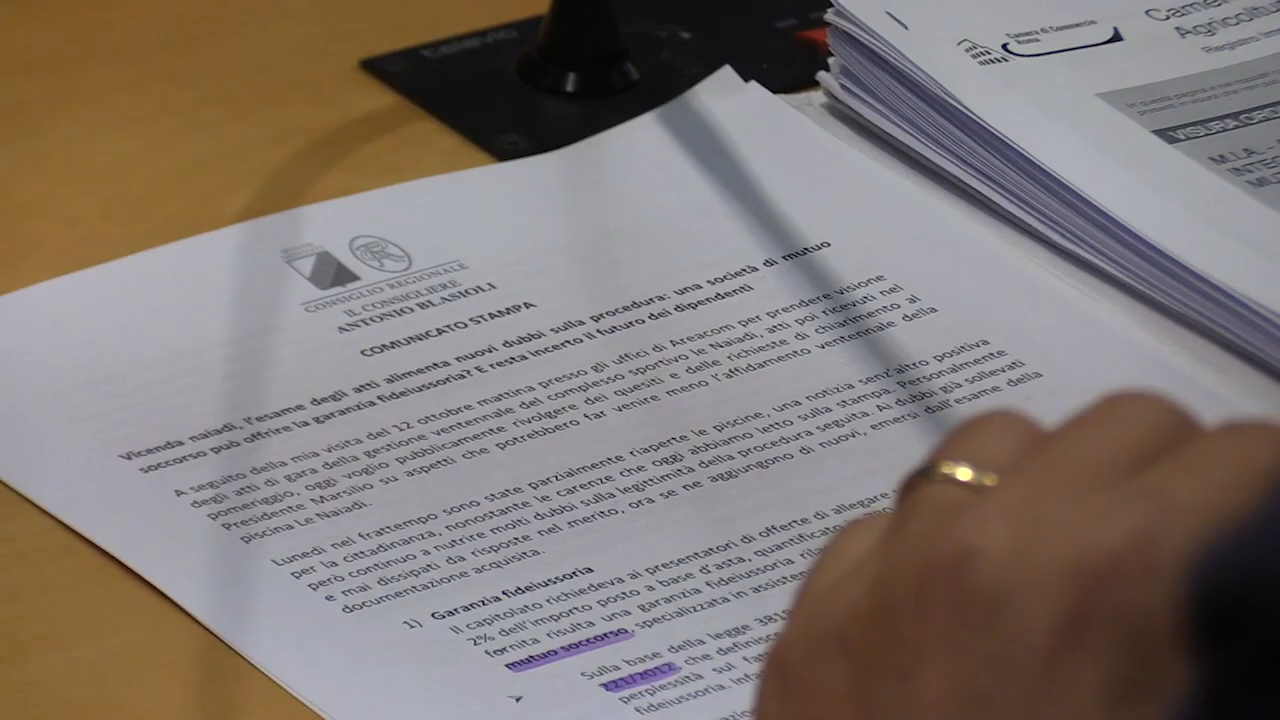 Camera di Commercio
Roma
Registro
VISURA
M.I.A. -
CONSIGLIO REGIONALE
IL CONSIGLIERE
ANTONIO BLASIOLI
COMUNICATO STAMPA
Vicenda naiadi, l'esame degli atti alimenta nuovi dubbi sulla procedura: una società di mutuo
soccorso può offrire la garanzia fideiussoria? E resta incerto il futuro dei dipendenti
A seguito della mia visita del 12 ottobre mattina presso gli uffici di Areacom per prendere visione
degli atti di gara della gestione ventennale del complesso sportivo le Naiadi, atti poi ricevuti nel
pomeriggio, oggi voglio pubblicamente rivolgere dei quesiti e delle richieste di chiarimento al
Presidente Marsilio su aspetti che potrebbero far venire meno l'affidamento ventennale della
piscina Le Naiadi.
Lunedì nel frattempo sono state parzialmente riaperte le piscine, una notizia senz'altro positiva
per la cittadinanza, nonostante le carenze che oggi abbiamo letto sulla stampa. Personalmente
però continuo a nutrire molti dubbi sulla legittimità della procedura seguita. Ai dubbi già sollevati
e mai dissipati da risposte nel merito, ora se ne aggiungono di nuovi, dall'esame della
documentazione acquisita.
1) Garanzia fideiussoria
Il capitolato richiedeva ai presentatori di offerte di allegare
2% dell'importo posto a base d'asta, quantificato
fornita risulta una garanzia fideiussoria
mutuo soccorso, specializzata in
Sulla base della legge
221/2012, che definisce
perplessità sul
fideiussoria.